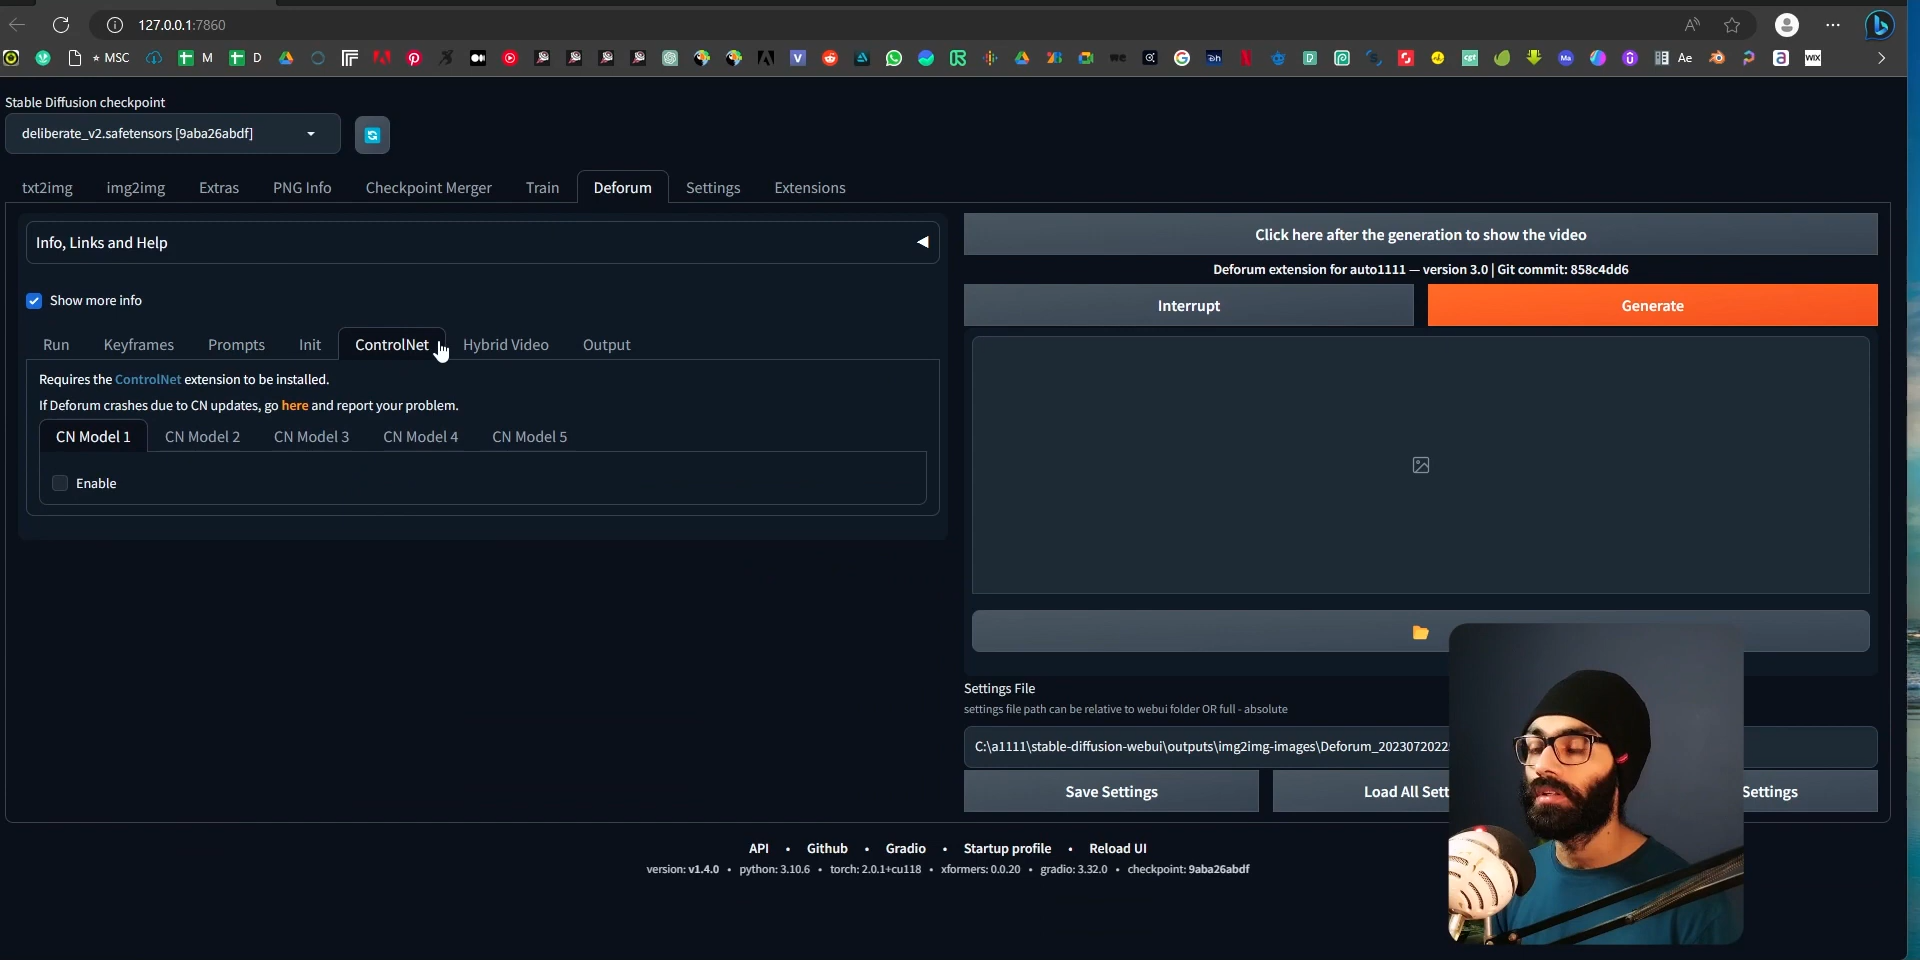 127.0.0.1:7860
MSC
M
D
Ae
WIX
Stable Diffusion checkpoint
deliberate_v2.safetensors [9aba26abdf]
txt2img
img2img
Extras
PNG Info
Checkpoint Merger
Train
Deforum
Settings
Extensions
Info, Links and Help
Show more info
Run
Keyframes
Prompts
Init
ControlNet
Hybrid Video
Output
Requires the ControlNet extension to be installed.
If Deforum crashes due to CN updates, go here and report your problem.
CN Model 1
CN Model 2
CN Model 3
CN Model 4
CN Model 5
Enable
Click here after the generation to show the video
Deforum extension for auto1111 — version 3.0 | Git commit: 858c4dd6
Interrupt
Generate
Settings File
settings file path can be relative to webui folder OR full - absolute
C:\a1111\stable-diffusion-webui\outputs\img2img-images\Deforum_2023072022
Save Settings
Load All Sett
Settings
API • Github • Gradio • Startup profile • Reload UI
version: v1.4.0 • python: 3.10.6 • torch: 2.0.1+cu118 • xformers: 0.0.20 • gradio: 3.32.0 • checkpoint: 9aba26abdf